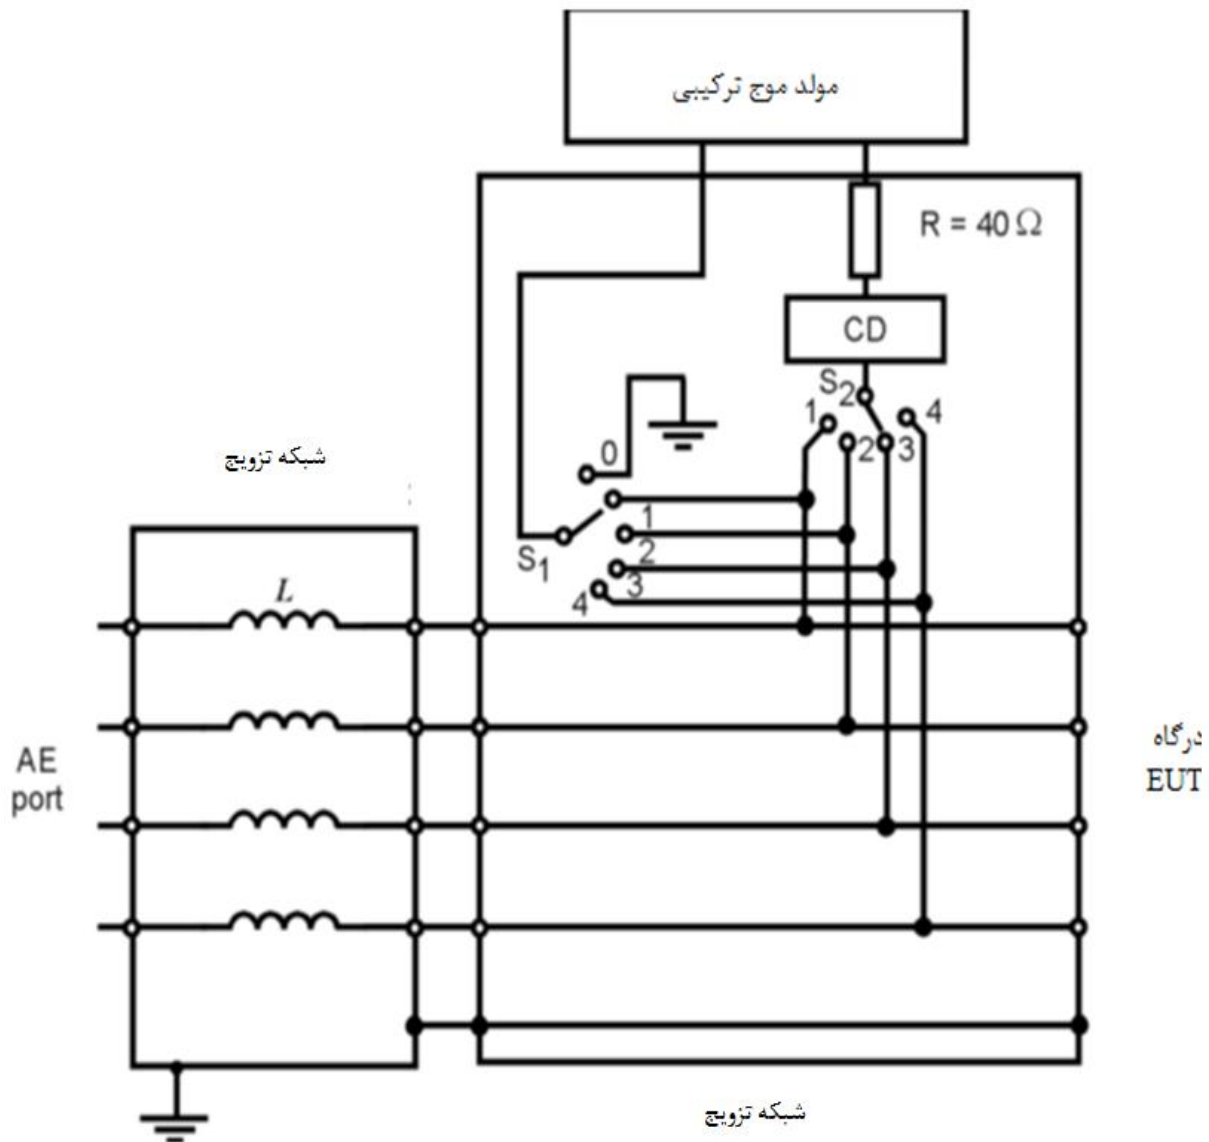 مولد موج ترکیبی
R = 40 Ω
CD
S2
1
2
3
4
0
1
2
3
4
S1
شبکه تزویج
L
AE
port
درگاه
EUT
شبکه تزویج